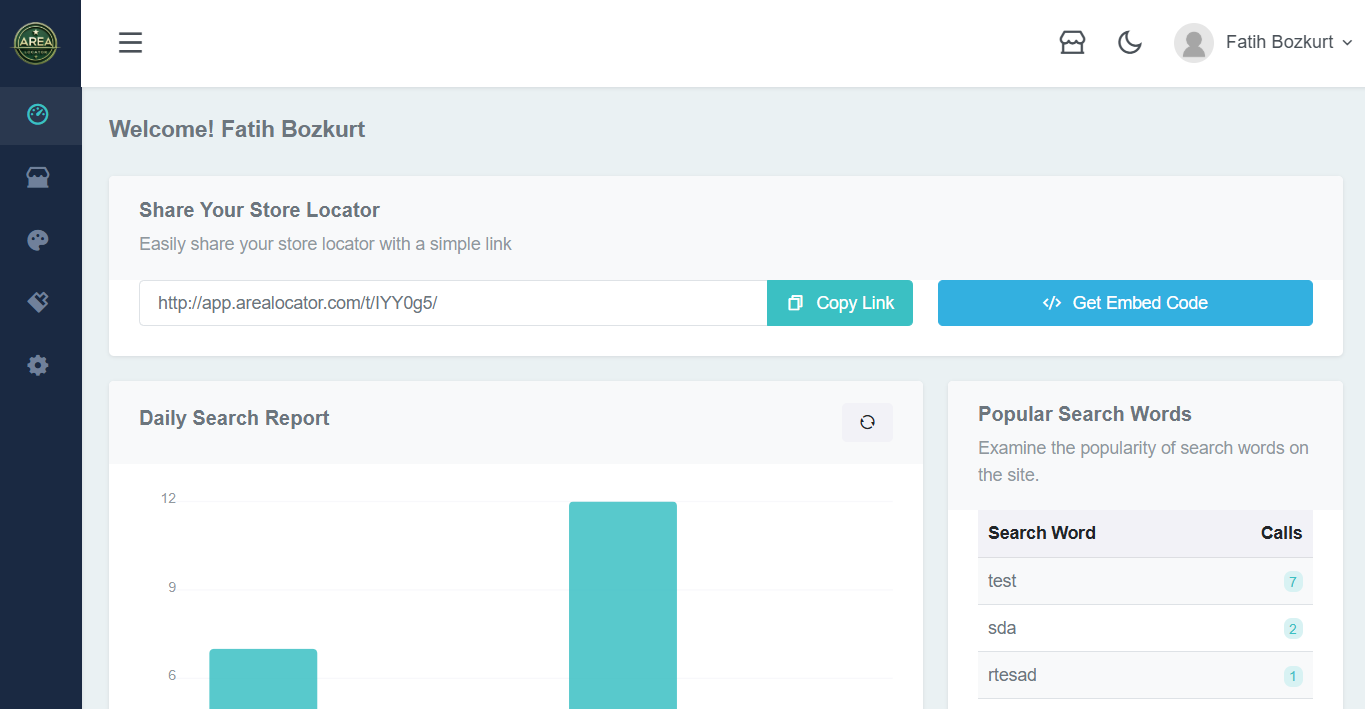 AREA
LOCATOR
Fatih Bozkurt
Welcome! Fatih Bozkurt
Share Your Store Locator
Easily share your store locator with a simple link
http://app.arealocator.com/t/IYY0g5/
Copy Link
</> Get Embed Code
Daily Search Report
12
9
6
Popular Search Words
Examine the popularity of search words on
the site.
Search Word Calls
test 7
sda 2
rtesad 1